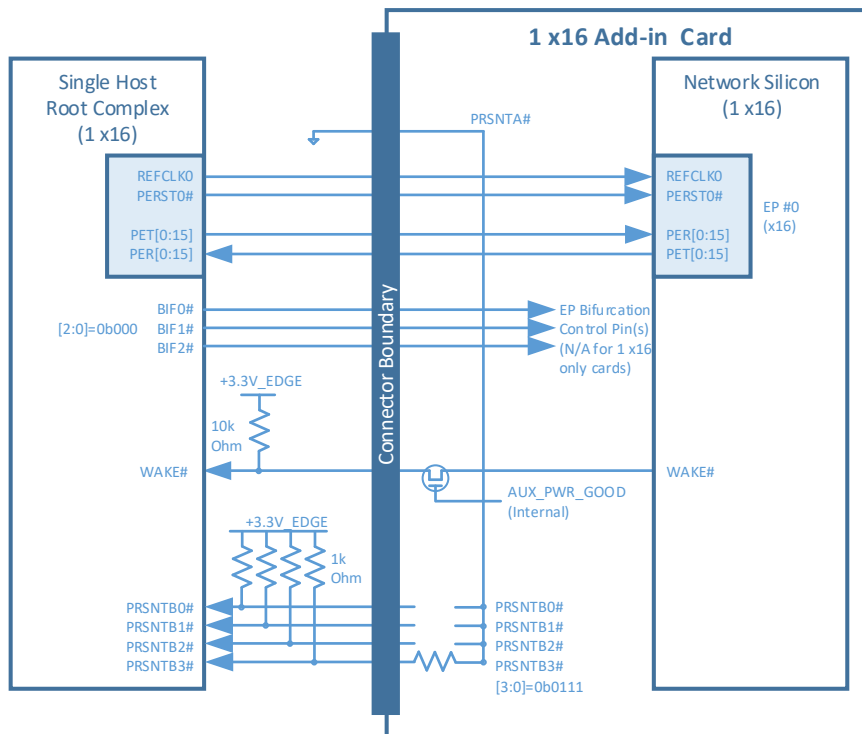 1 x16 Add-in Card
Single Host
Root Complex
(1 x16)
Network Silicon
(1 x16)
PRSNTA#
REFCLK0
PERST0#
PET[0:15]
PER[0:15]
REFCLK0
PERST0#
PER[0:15]
PET[0:15]
EP #0
(x16)
Connector Boundary
BIF0#
BIF1#
BIF2#
[2:0]=0b000
EP Bifurcation
Control Pin(s)
(N/A for 1 x16
only cards)
+3.3V_EDGE
10k
Ohm
WAKE#
WAKE#
AUX_PWR_GOOD
(Internal)
+3.3V_EDGE
1k
Ohm
PRSNTB0#
PRSNTB1#
PRSNTB2#
PRSNTB3#
PRSNTB0#
PRSNTB1#
PRSNTB2#
PRSNTB3#
[3:0]=0b0111